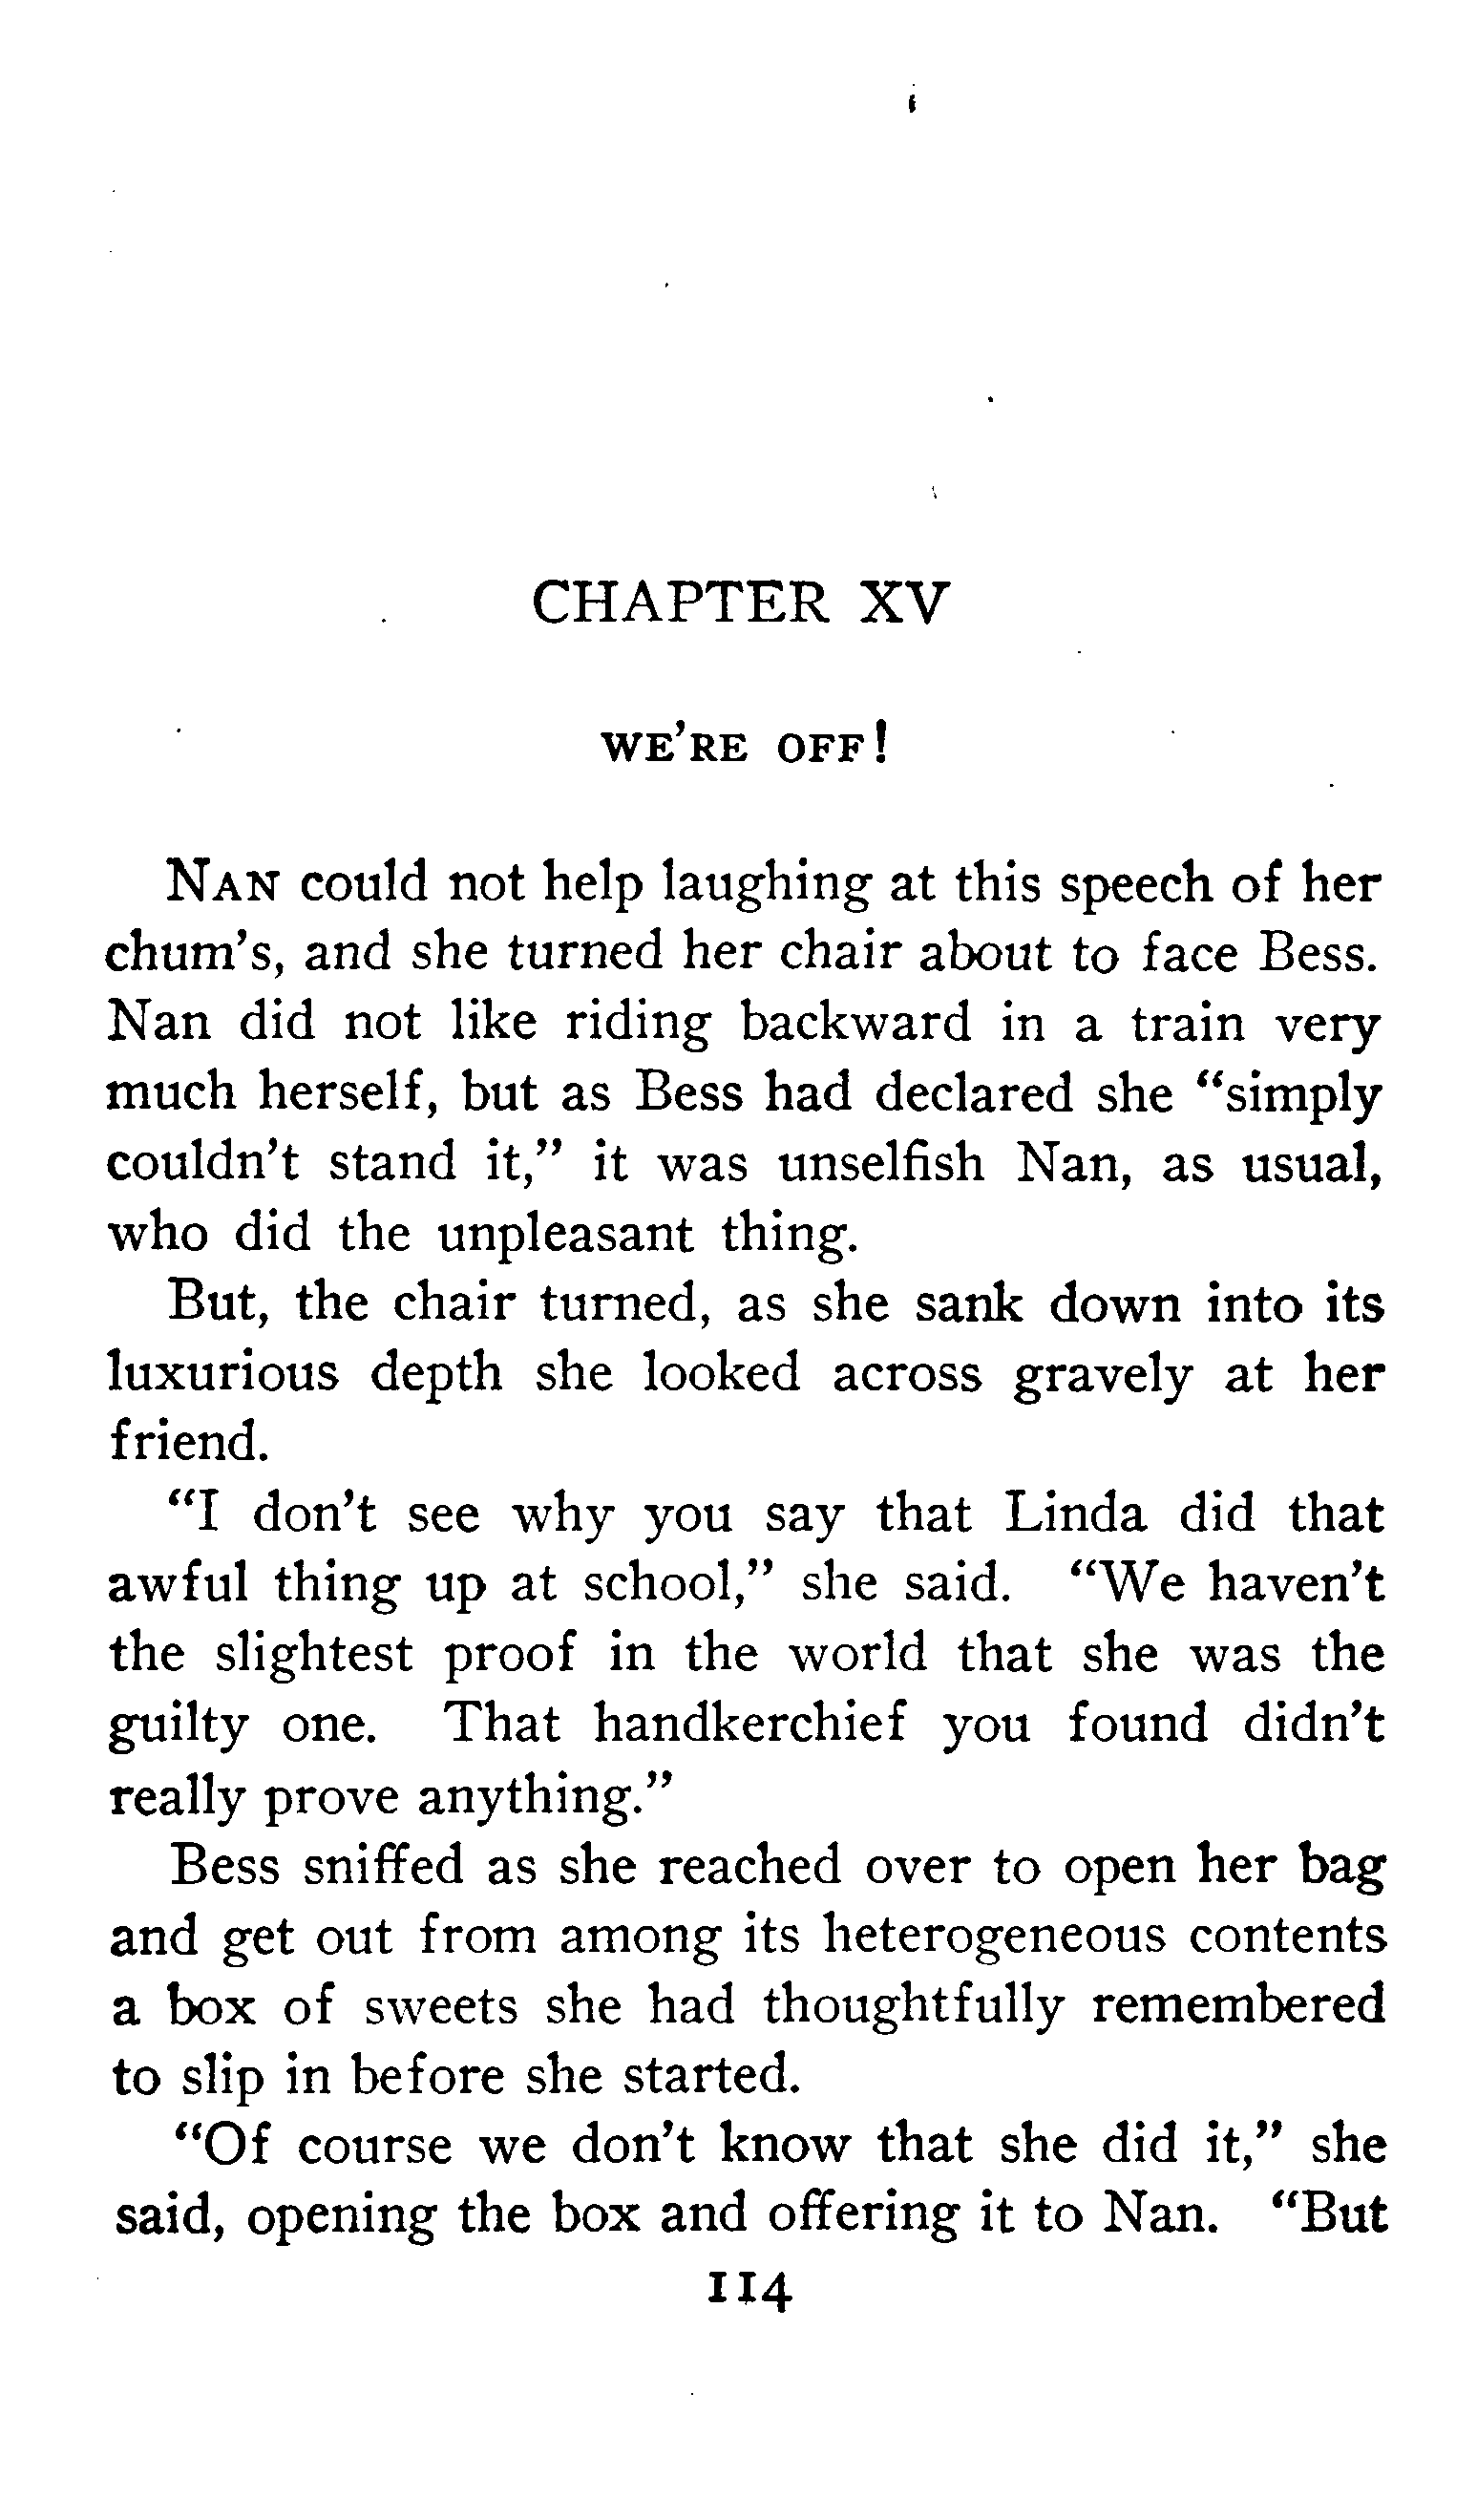 CHAPTER XV
WE'RE OFF!
NAN could not help laughing at this speech of her
chum's, and she turned her chair about to face Bess.
Nan did not like riding backward in a train very
much herself, but as Bess had declared she “simply
couldn't stand it,” it was unselfish Nan, as usual,
who did the unpleasant thing.
But, the chair turned, as she sank down into its
luxurious depth she looked across gravely at her
friend.
“I don't see why you say that Linda did that
awful thing up at school,” she said. “We haven't
the slightest proof in the world that she was the
guilty one. That handkerchief you found didn't
really prove anything.”
Bess sniffed as she reached over to open her bag
and get out from among its heterogeneous contents
a box of sweets she had thoughtfully remembered
to slip in before she started.
“Of course we don't know that she did it,” she
said, opening the box and offering it to Nan. “But
114